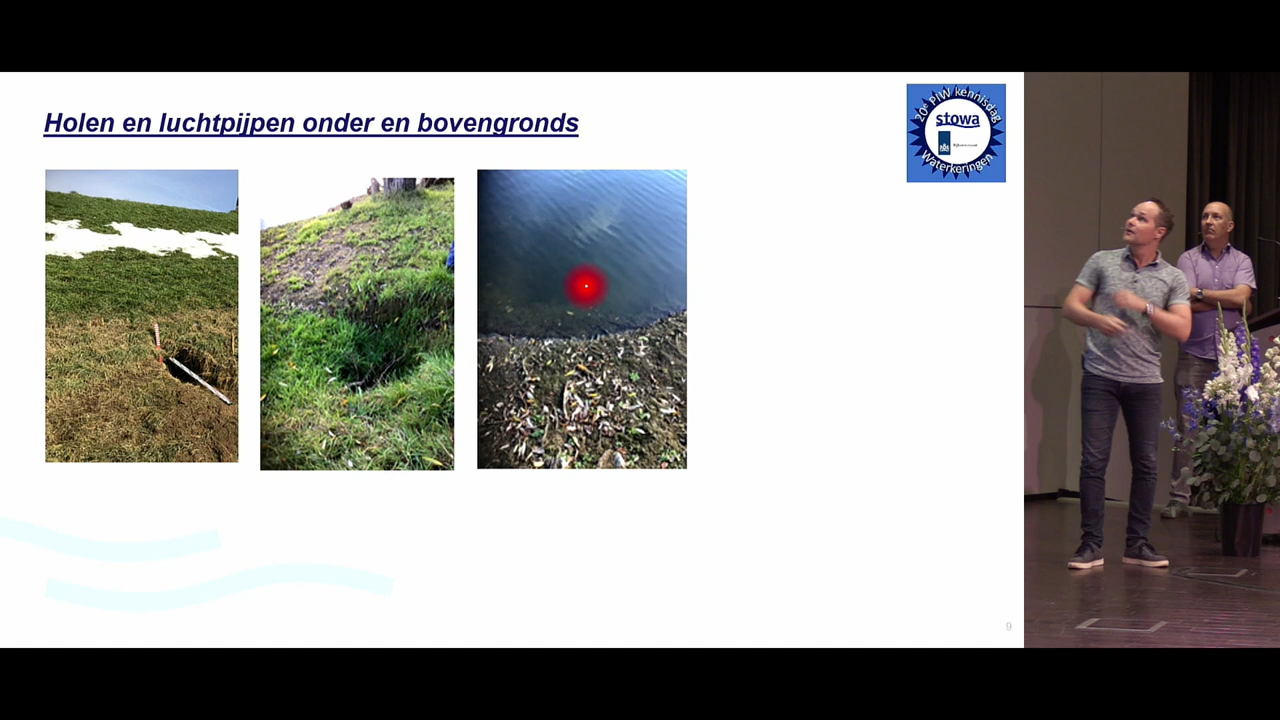 Holen en luchtpijpen onder en bovengronds
20e PIW kennisdag
stowa
Waterkeringen
9